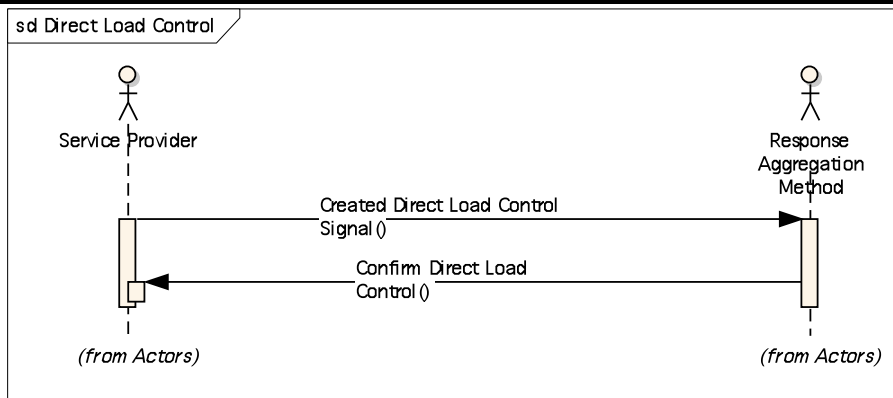 sd Direct Load Control
Service Provider
Response
Aggregation
Method
Created Direct Load Control
Signal()
Confirm Direct Load
Control()
(from Actors)
(from Actors)